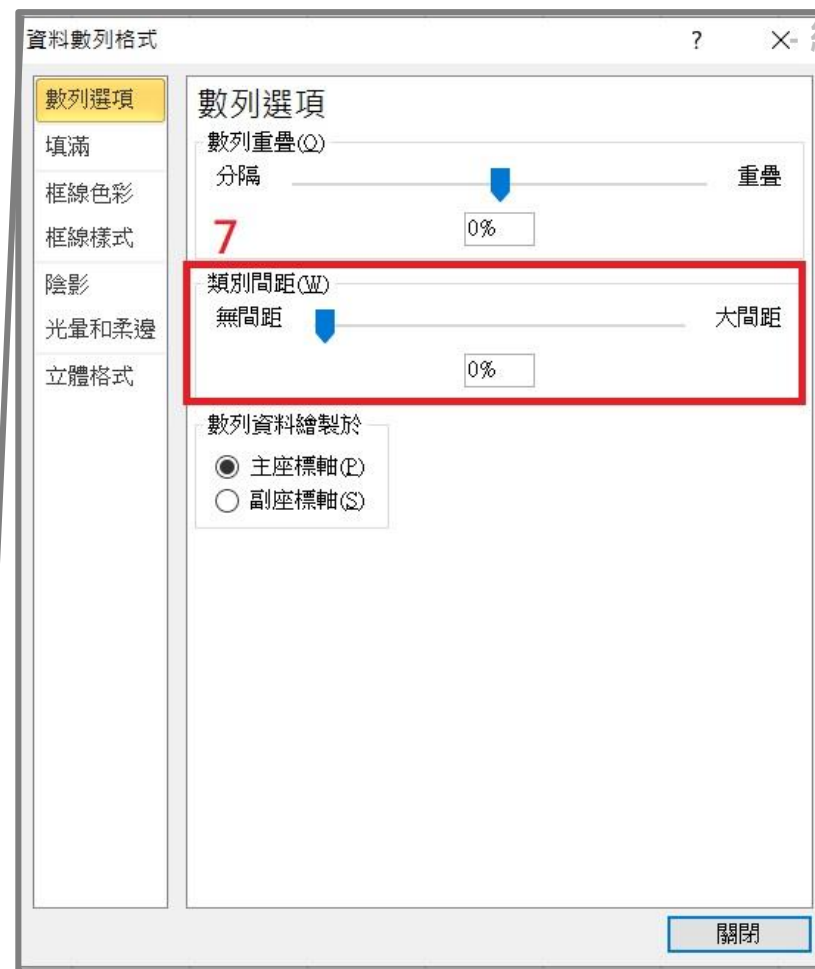 資料數列格式 ? ×
數列選項
填滿
框線色彩
框線樣式
陰影
光暈和柔邊
立體格式
數列選項
數列重疊(O)
分隔 重疊
0%
7
類別間距(W)
無間距 大間距
0%
數列資料繪製於
主座標軸(P)
副座標軸(S)
關閉